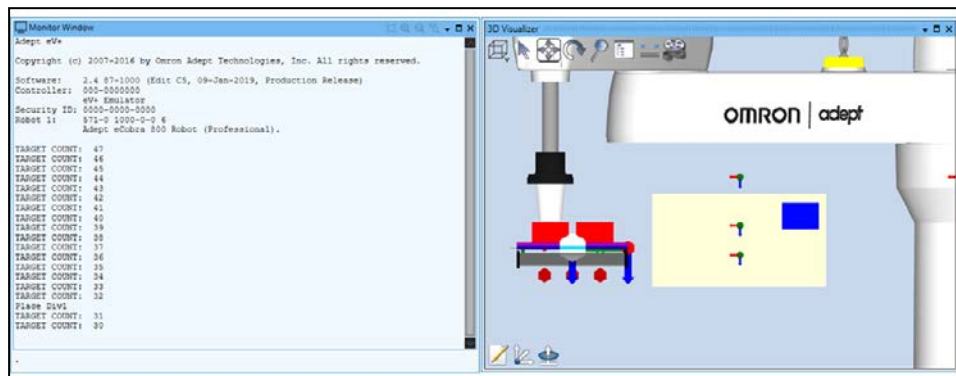 Monitor Window
Adept eV+
Copyright (c) 2007-2016 by Omron Adept Technologies, Inc. All rights reserved.
Software: 2.4 87-1000 (Edit C5, 09-Jan-2019, Production Release)
Controller: 000-0000000
eV+ Emulator
Security ID: 0000-0000-0000
Robot 1: 571-0 1000-0-0 6
Adept eCobra 800 Robot (Professional).
TARGET COUNT: 47
TARGET COUNT: 46
TARGET COUNT: 45
TARGET COUNT: 44
TARGET COUNT: 43
TARGET COUNT: 42
TARGET COUNT: 41
TARGET COUNT: 40
TARGET COUNT: 39
TARGET COUNT: 38
TARGET COUNT: 37
TARGET COUNT: 36
TARGET COUNT: 35
TARGET COUNT: 34
TARGET COUNT: 33
TARGET COUNT: 32
Place Div1
TARGET COUNT: 31
TARGET COUNT: 30
.
3D Visualizer
OMRON | adept